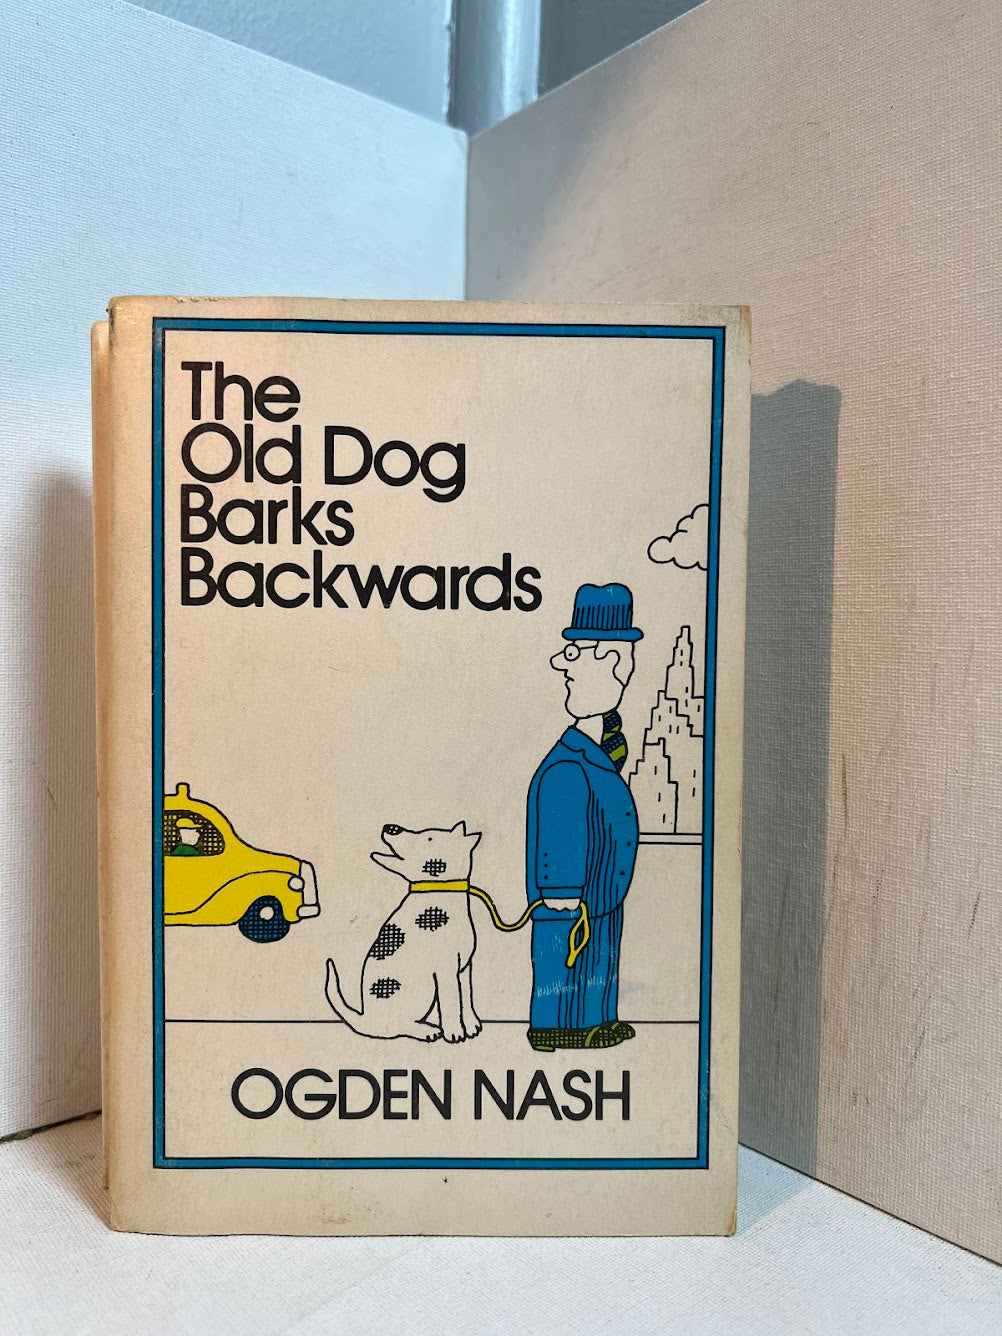 The
Old Dog
Barks
Backwards
OGDEN NASH